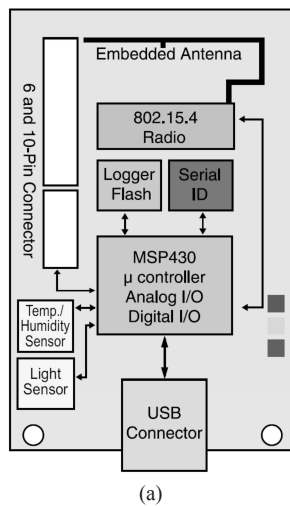 Embedded Antenna
6 and 10-Pin Connector
802.15.4
Radio
Logger
Flash
Serial
ID
MSP430
μ controller
Analog I/O
Digital I/O
Temp./
Humidity
Sensor
Light
Sensor
USB
Connector
(a)